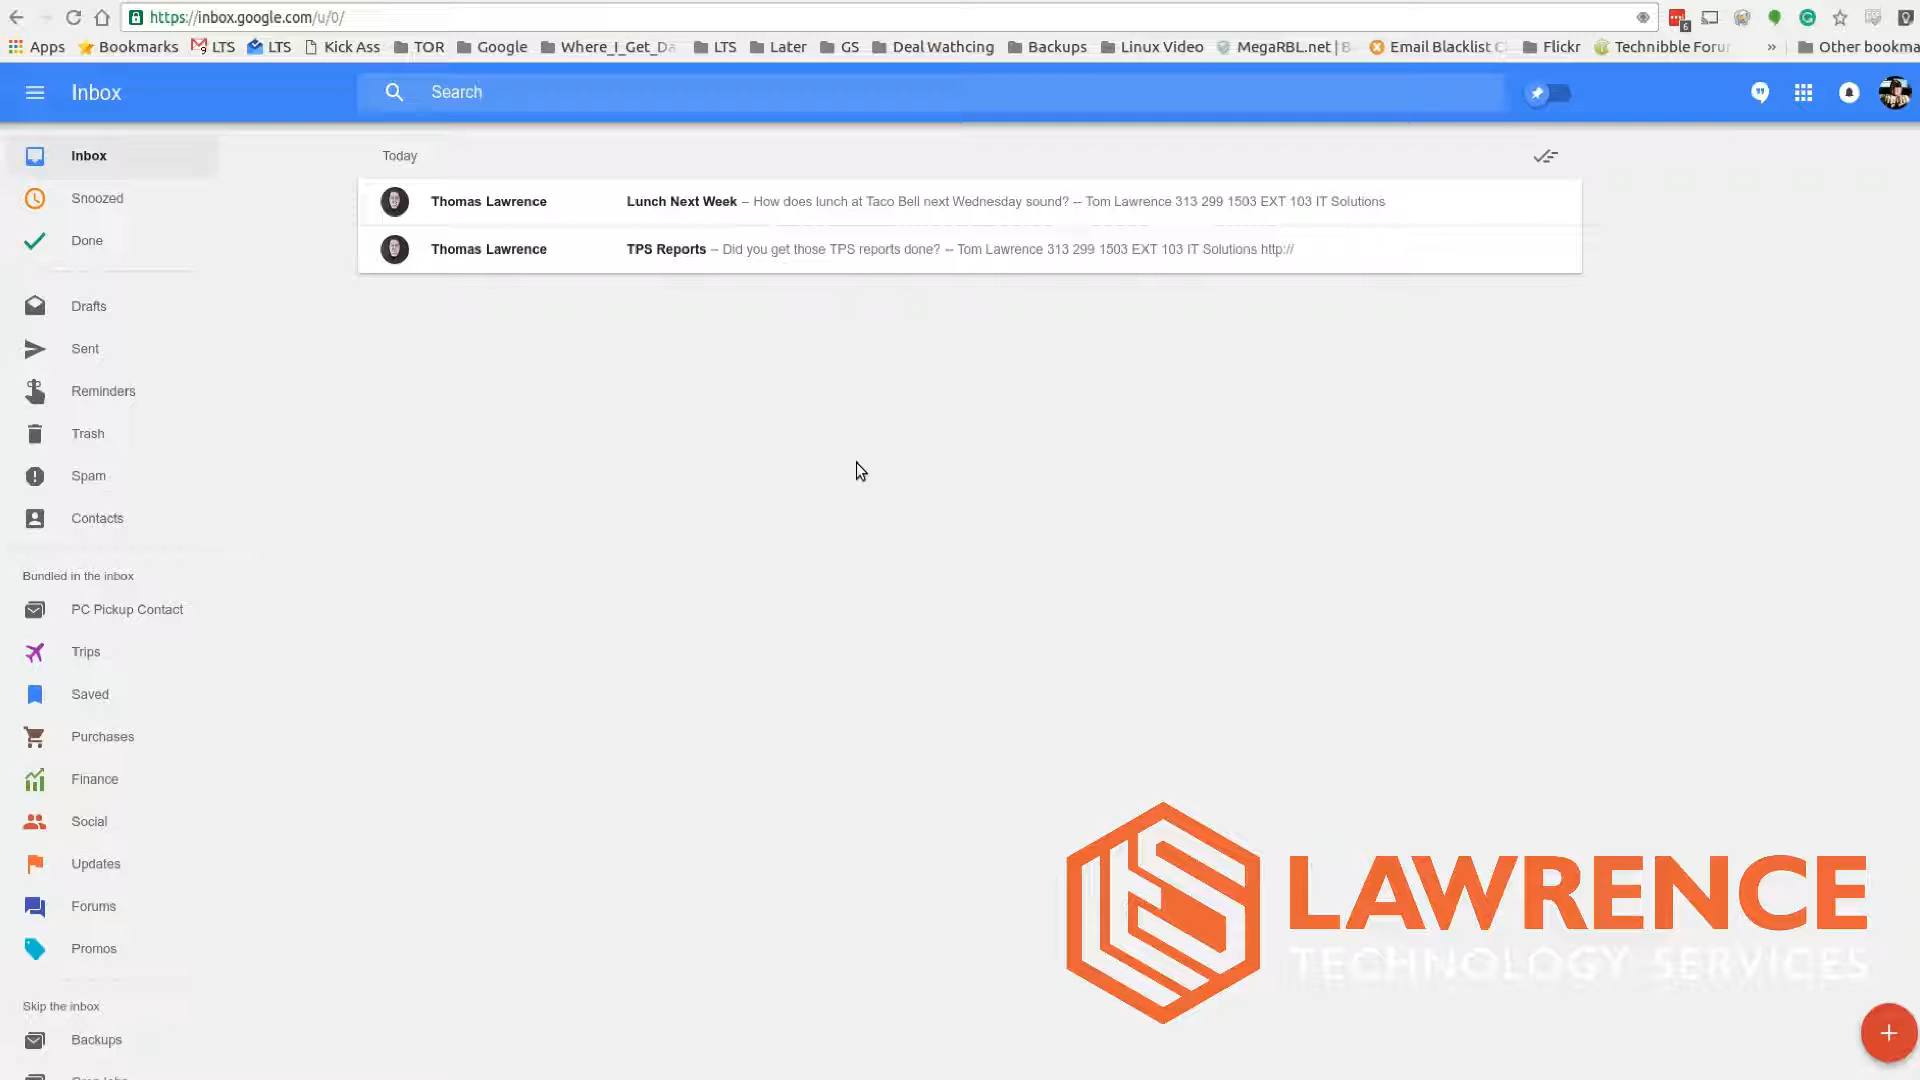 https://inbox.google.com/u/0/
6
Apps Bookmarks LTS LTS Kick Ass TOR Google Where_I_Get_Da LTS Later GS Deal Wathcing Backups Linux Video MegaRBL.net | B Email Blacklist C Flickr Technibble Foru » Other bookma
Inbox
Search
Inbox
Snoozed
Done
Drafts
Sent
Reminders
Trash
Spam
Contacts
Bundled in the inbox
PC Pickup Contact
Trips
Saved
Purchases
Finance
Social
Updates
Forums
Promos
Skip the inbox
Backups
Today
Thomas Lawrence Lunch Next Week – How does lunch at Taco Bell next Wednesday sound? -- Tom Lawrence 313 299 1503 EXT 103 IT Solutions
Thomas Lawrence TPS Reports – Did you get those TPS reports done? -- Tom Lawrence 313 299 1503 EXT 103 IT Solutions http://
LAWRENCE
TECHNOLOGY SERVICES